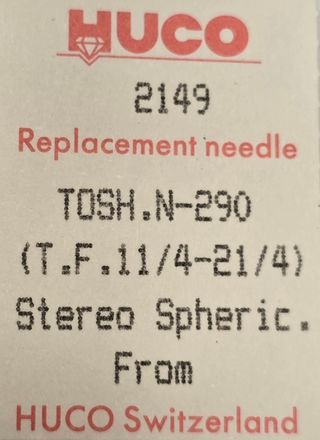 HUCO
2149
Replacement needle
TOSH.N-290
(T.F.11/4-21/4)
Stereo Spheric.
From
HUCO Switzerland